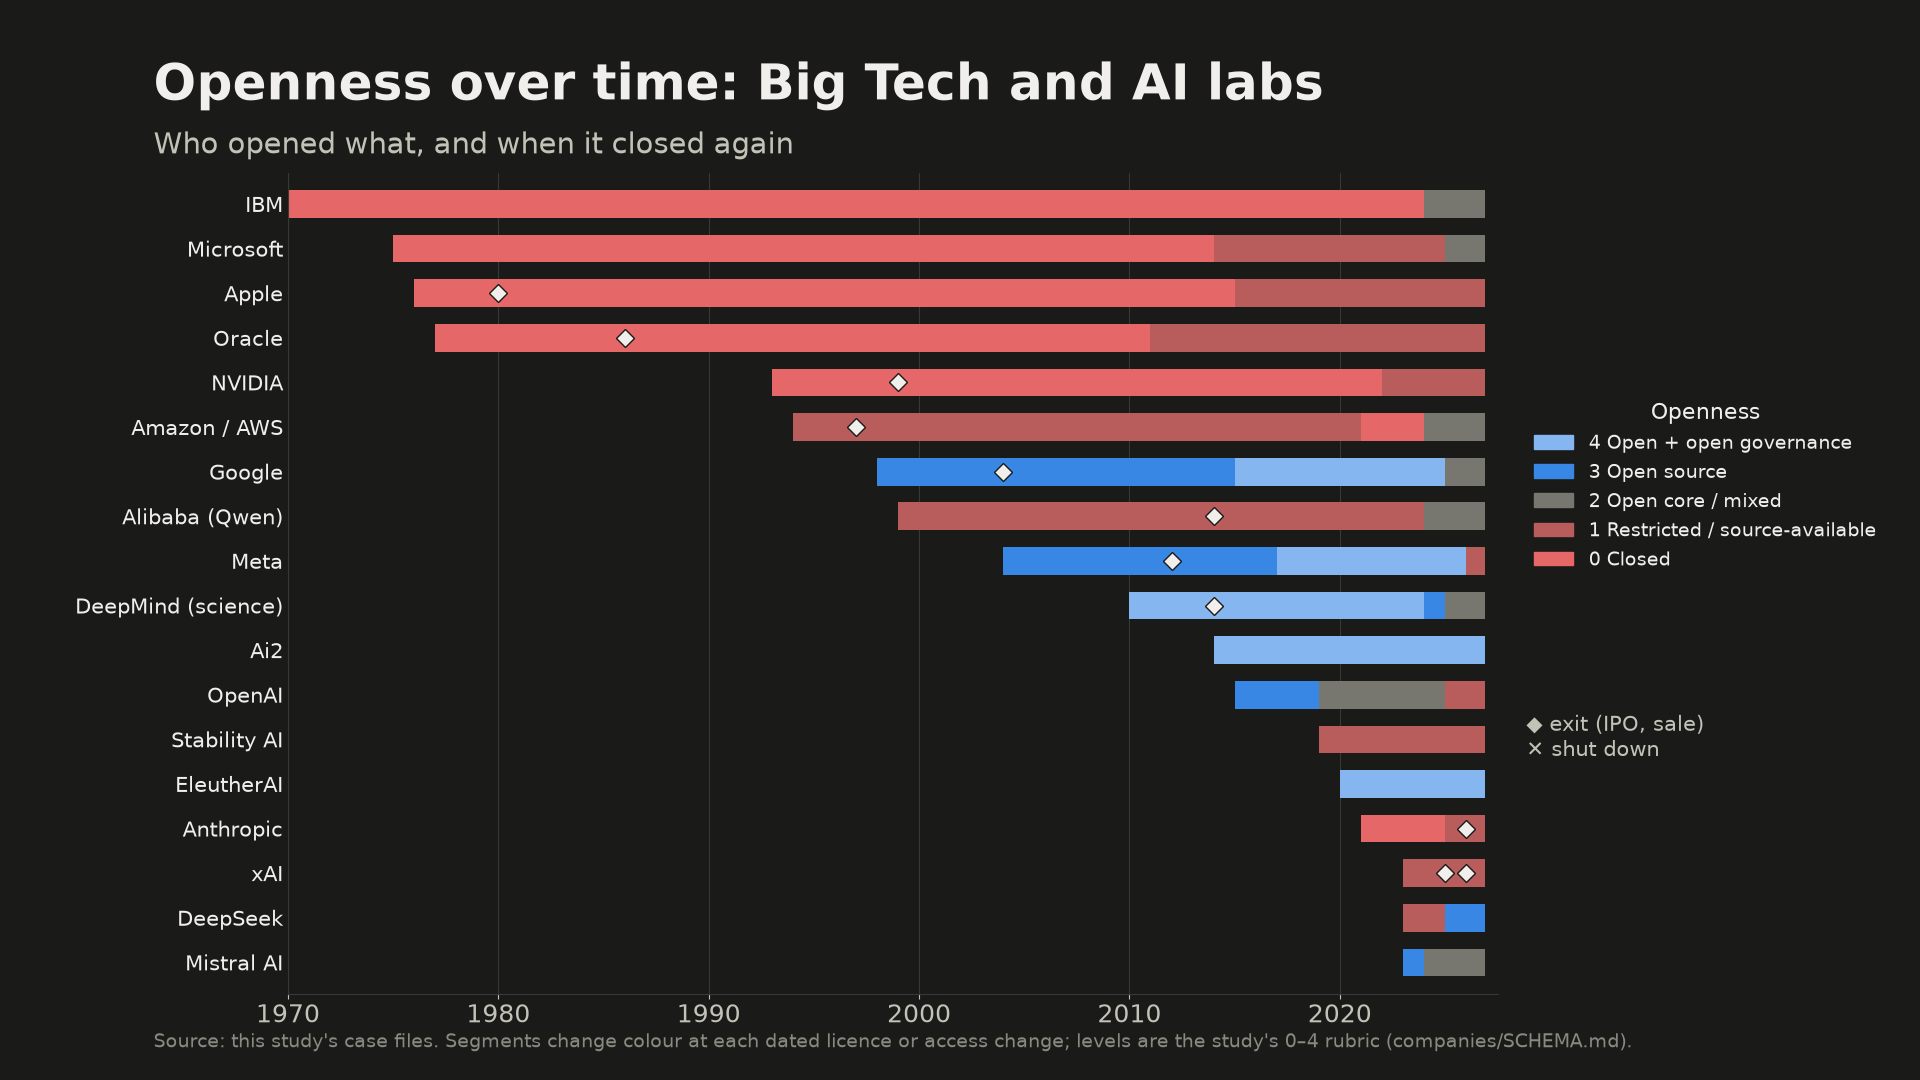 Openness over time: Big Tech and AI labs
Who opened what, and when it closed again
IBM
Microsoft
Apple
Oracle
NVIDIA
Amazon / AWS
Google
Alibaba (Qwen)
Meta
DeepMind (science)
Ai2
OpenAI
Stability AI
EleutherAI
Anthropic
xAI
DeepSeek
Mistral AI
Openness
4 Open + open governance
3 Open source
2 Open core / mixed
1 Restricted / source-available
0 Closed
◆ exit (IPO, sale)
✕ shut down
1970 1980 1990 2000 2010 2020
Source: this study's case files. Segments change colour at each dated licence or access change; levels are the study's 0–4 rubric (companies/SCHEMA.md).